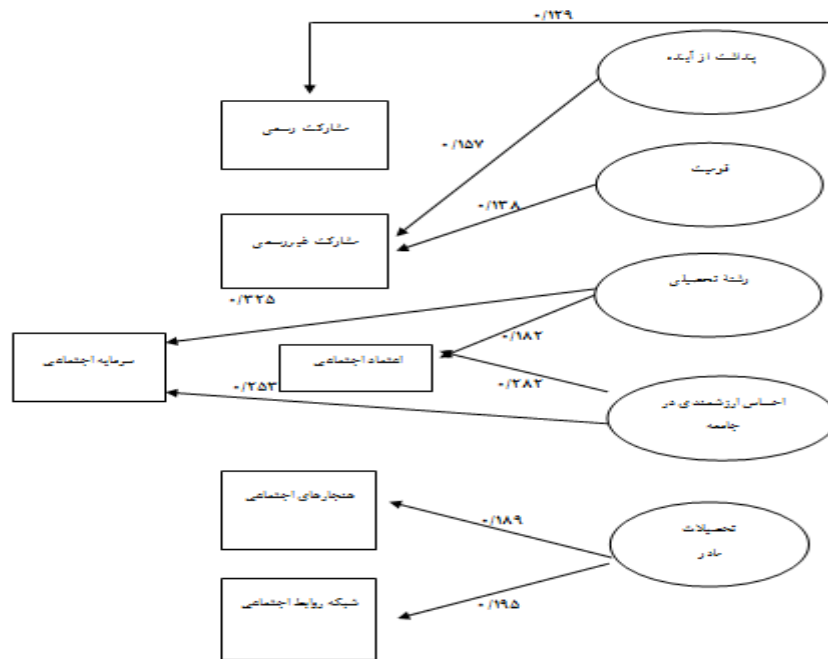 ۰/۱۲۹
پنداشت از آینده
مشارکت رسمی
۰/۱۵۷
قومیت
۰/۱۳۸
مشارکت غیررسمی
رشتهٔ تحصیلی
۰/۳۲۵
۰/۱۸۲
سرمایه اجتماعی
اعتماد اجتماعی
۰/۲۸۲
۰/۲۵۳
احساس ارزشمندی در
جامعه
هنجارهای اجتماعی
۰/۱۸۹
تحصیلات
مادر
شبکه روابط اجتماعی
۰/۱۹۵